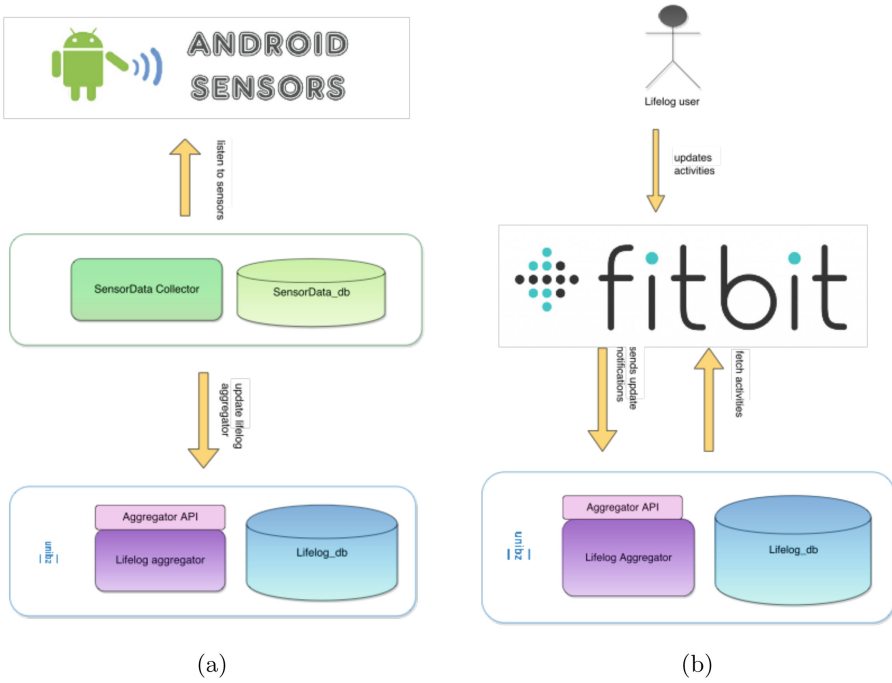 ANDROID
SENSORS
listen to sensors
SensorData Collector
SensorData_db
update lifelog
aggregator
Aggregator API
Lifelog aggregator
Lifelog_db
unibz
(a)
Lifelog user
updates
activities
fitbit
sends update
notifications
fetch activities
Aggregator API
Lifelog Aggregator
Lifelog_db
unibz
(b)